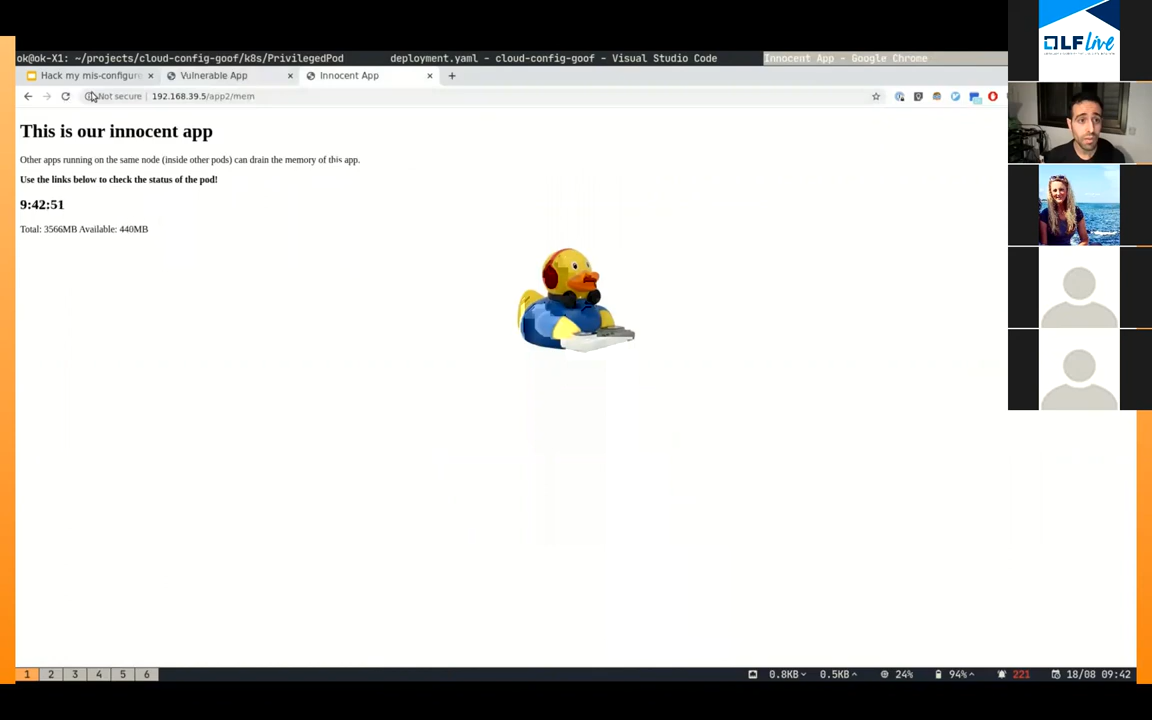 ok@ok-X1: ~/projects/cloud-config-goof/k8s/PrivilegedPod
deployment.yaml - cloud-config-goof - Visual Studio Code
Innocent App - Google Chrome
Hack my mis-configur
Vulnerable App
Innocent App
Not secure
192.168.39.5/app2/mem
This is our innocent app
Other apps running on the same node (inside other pods) can drain the memory of this app.
Use the links below to check the status of the pod!
9:42:51
Total: 3566MB Available: 440MB
LF Live
1 2 3 4 5 6
0.8KB 0.5KB 24% 94% 221 18/08 09:42